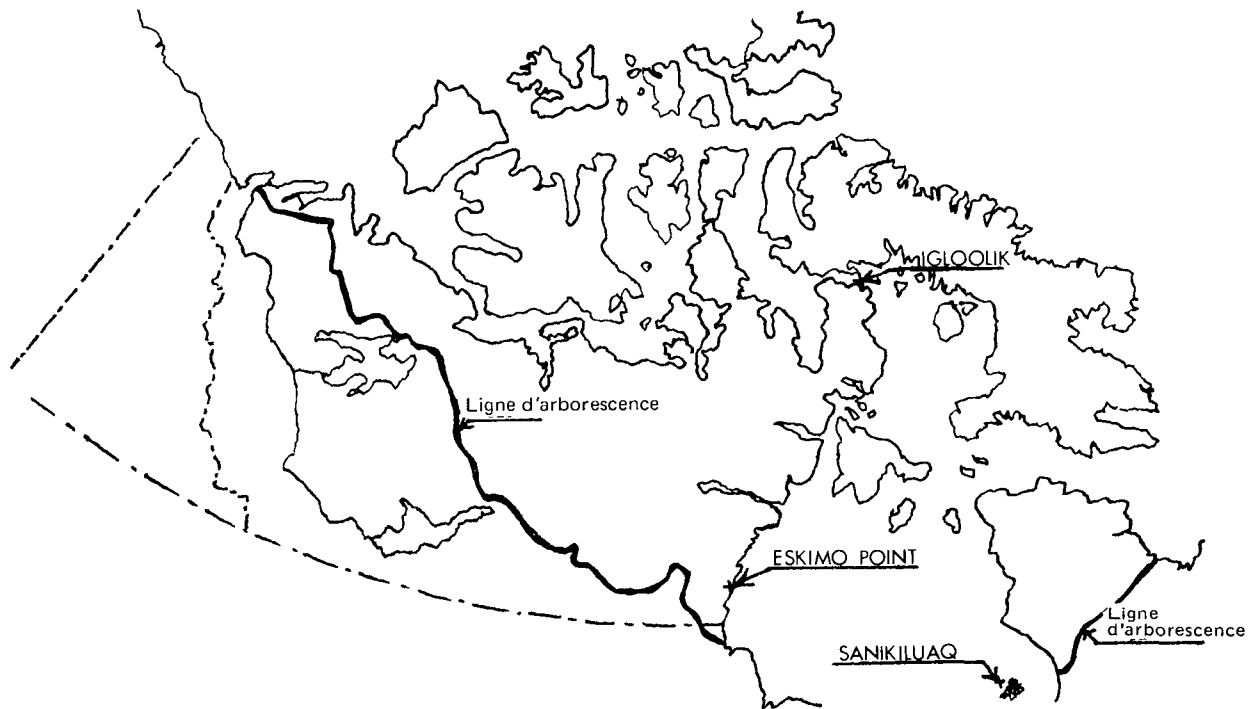 IGLOOLIK
Ligne d'arborescence
ESKIMO POINT
Ligne
d'arborescence
SANIKILUAQ